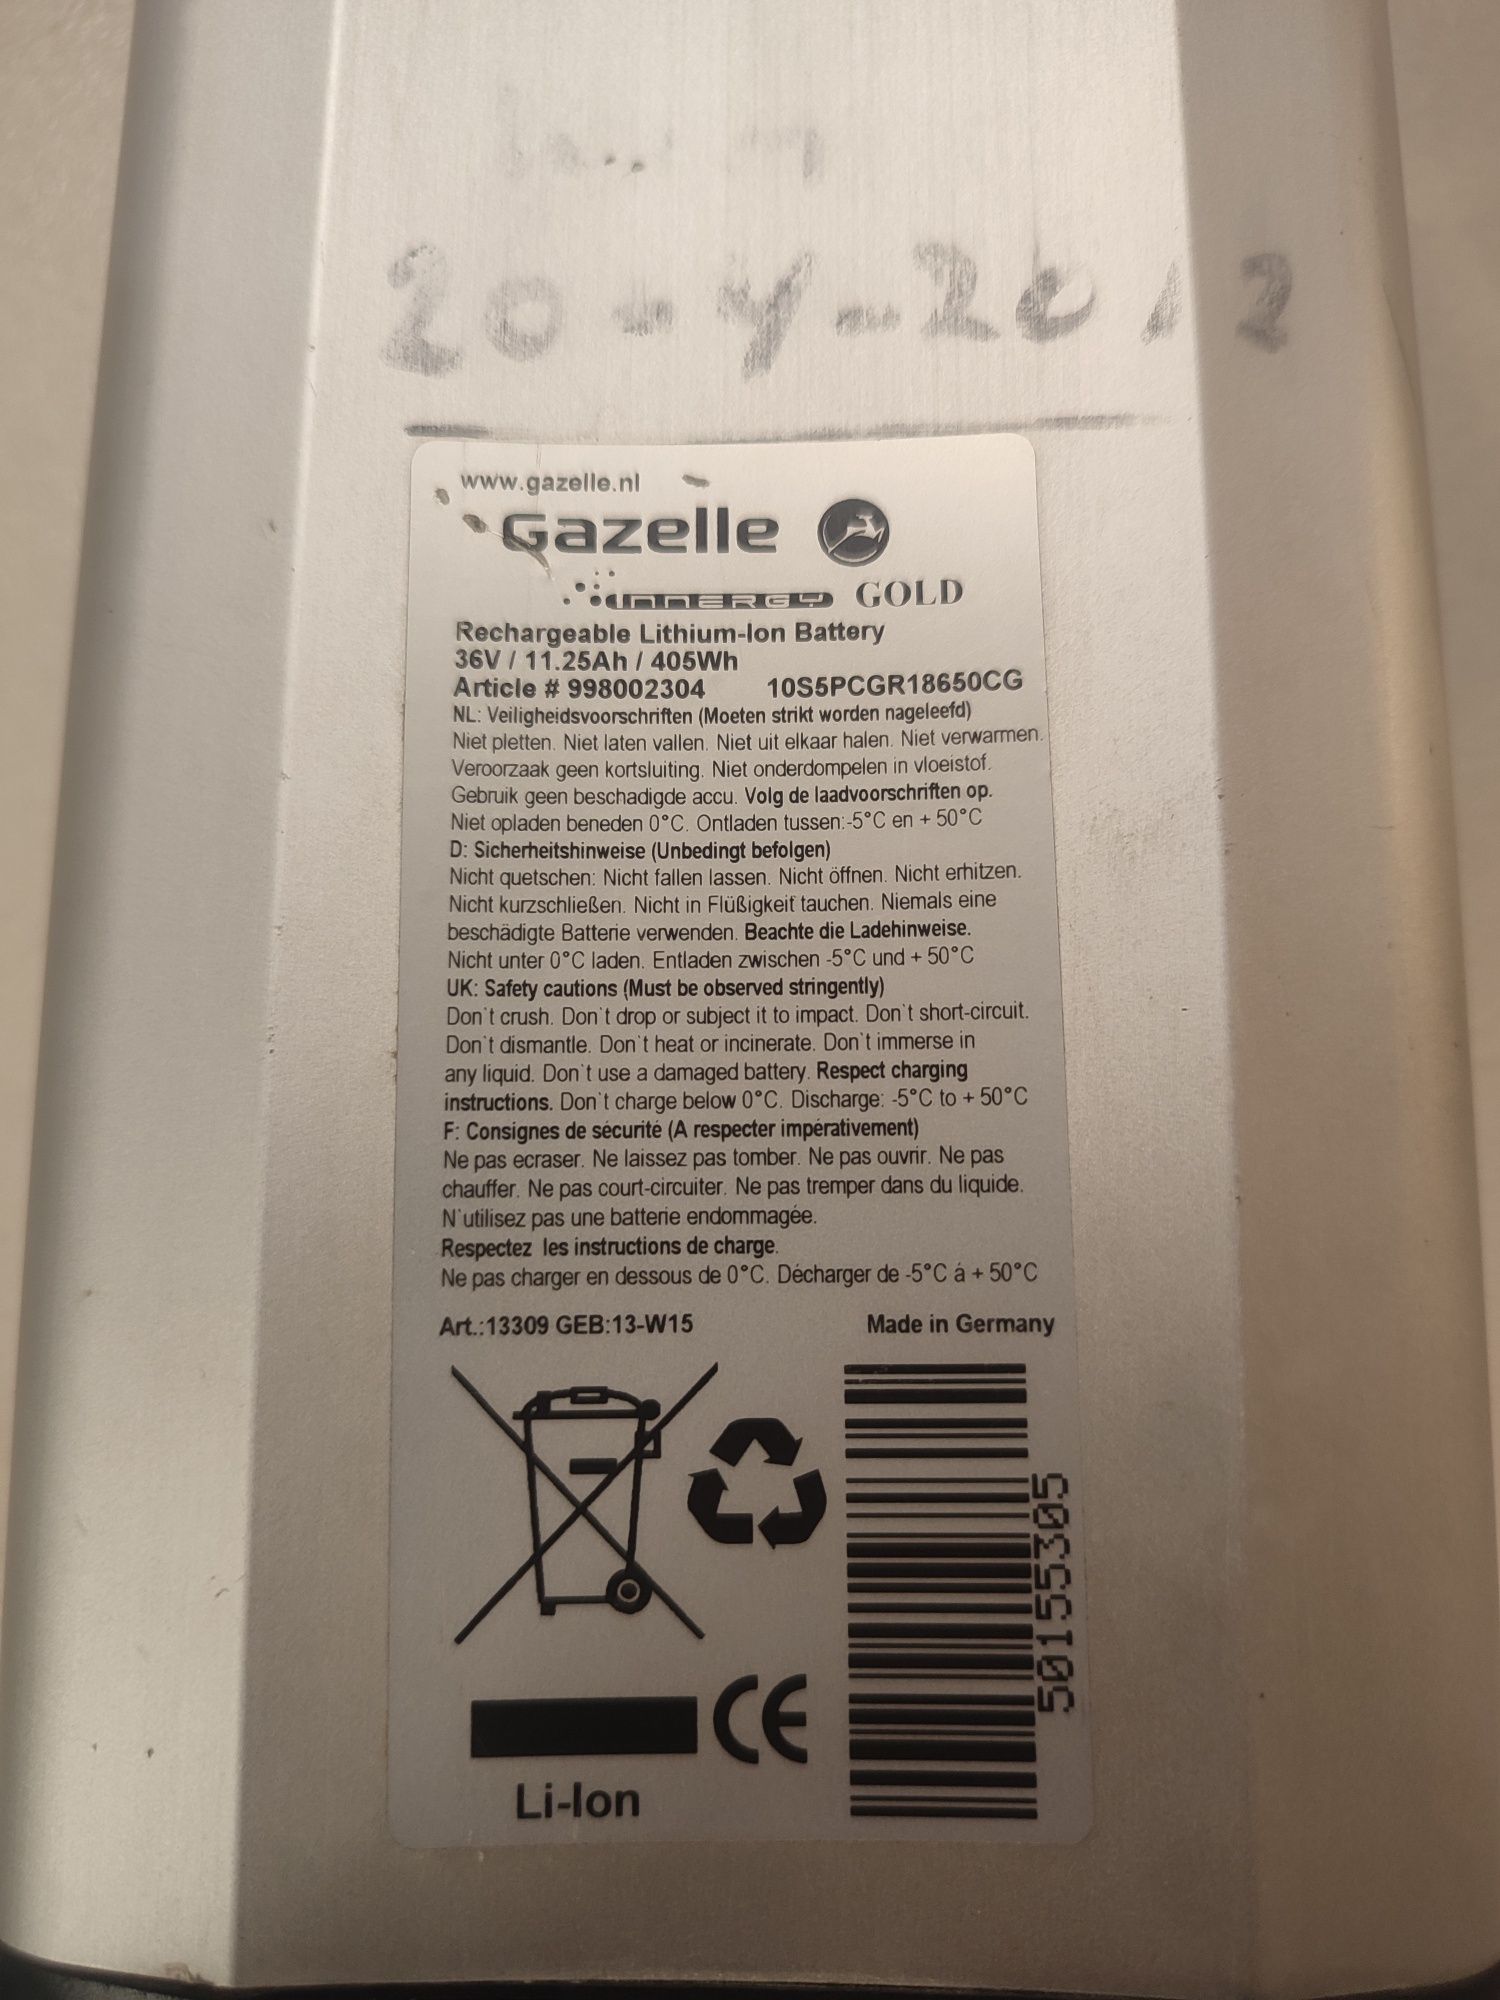 20-4-2012
www.gazelle.nl
Gazelle
INNERGY GOLD
Rechargeable Lithium-Ion Battery
36V / 11.25Ah / 405Wh
Article # 998002304 10S5PCGR18650CG
NL: Veiligheidsvoorschriften (Moeten strikt worden nageleefd)
Niet pletten. Niet laten vallen. Niet uit elkaar halen. Niet verwarmen.
Veroorzaak geen kortsluiting. Niet onderdompelen in vloeistof.
Gebruik geen beschadigde accu. Volg de laadvoorschriften op.
Niet opladen beneden 0°C. Ontladen tussen:-5°C en + 50°C
D: Sicherheitshinweise (Unbedingt befolgen)
Nicht quetschen: Nicht fallen lassen. Nicht öffnen. Nicht erhitzen.
Nicht kurzschließen. Nicht in Flüßigkeit tauchen. Niemals eine
beschädigte Batterie verwenden. Beachte die Ladehinweise.
Nicht unter 0°C laden. Entladen zwischen -5°C und + 50°C
UK: Safety cautions (Must be observed stringently)
Don`t crush. Don`t drop or subject it to impact. Don`t short-circuit.
Don`t dismantle. Don`t heat or incinerate. Don`t immerse in
any liquid. Don`t use a damaged battery. Respect charging
instructions. Don`t charge below 0°C. Discharge: -5°C to + 50°C
F: Consignes de sécurité (A respecter impérativement)
Ne pas ecraser. Ne laissez pas tomber. Ne pas ouvrir. Ne pas
chauffer. Ne pas court-circuiter. Ne pas tremper dans du liquide.
N`utilisez pas une batterie endommagée.
Respectez les instructions de charge.
Ne pas charger en dessous de 0°C. Décharger de -5°C á + 50°C
Art.:13309 GEB:13-W15 Made in Germany
50155305
CE
Li-Ion